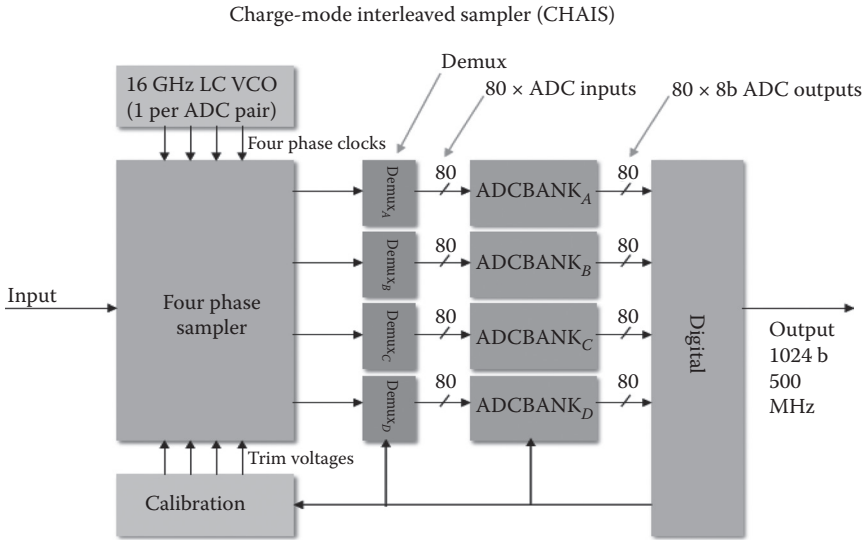 Charge-mode interleaved sampler (CHAIS)
Demux
16 GHz LC VCO
(1 per ADC pair)
80 × ADC inputs
80 × 8b ADC outputs
Four phase clocks
Demux_A
80
ADCBANK_A
80
Demux_B
80
ADCBANK_B
80
Input
Four phase
sampler
Demux_C
80
ADCBANK_C
80
Digital
Output
1024 b
500
MHz
Demux_D
80
ADCBANK_D
80
Trim voltages
Calibration